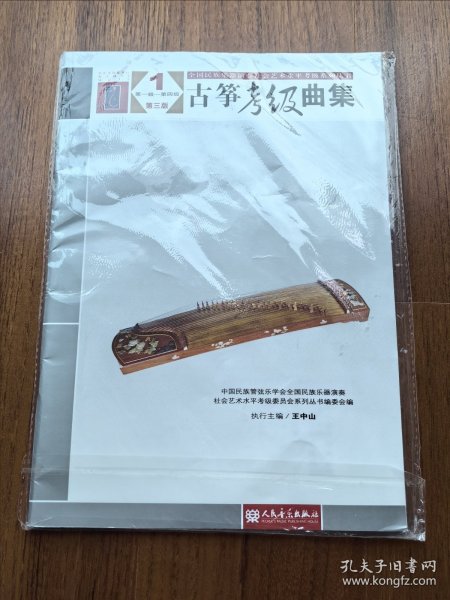 1
第一级—第四级
第三版
全国民族乐器演奏社会艺术水平考级系列丛书
古筝考级曲集
中国民族管弦乐学会全国民族乐器演奏
社会艺术水平考级委员会系列丛书编委会编
执行主编/王中山
人民音乐出版社
PEOPLE'S MUSIC PUBLISHING HOUSE
孔夫子旧书网
www.kongfz.com